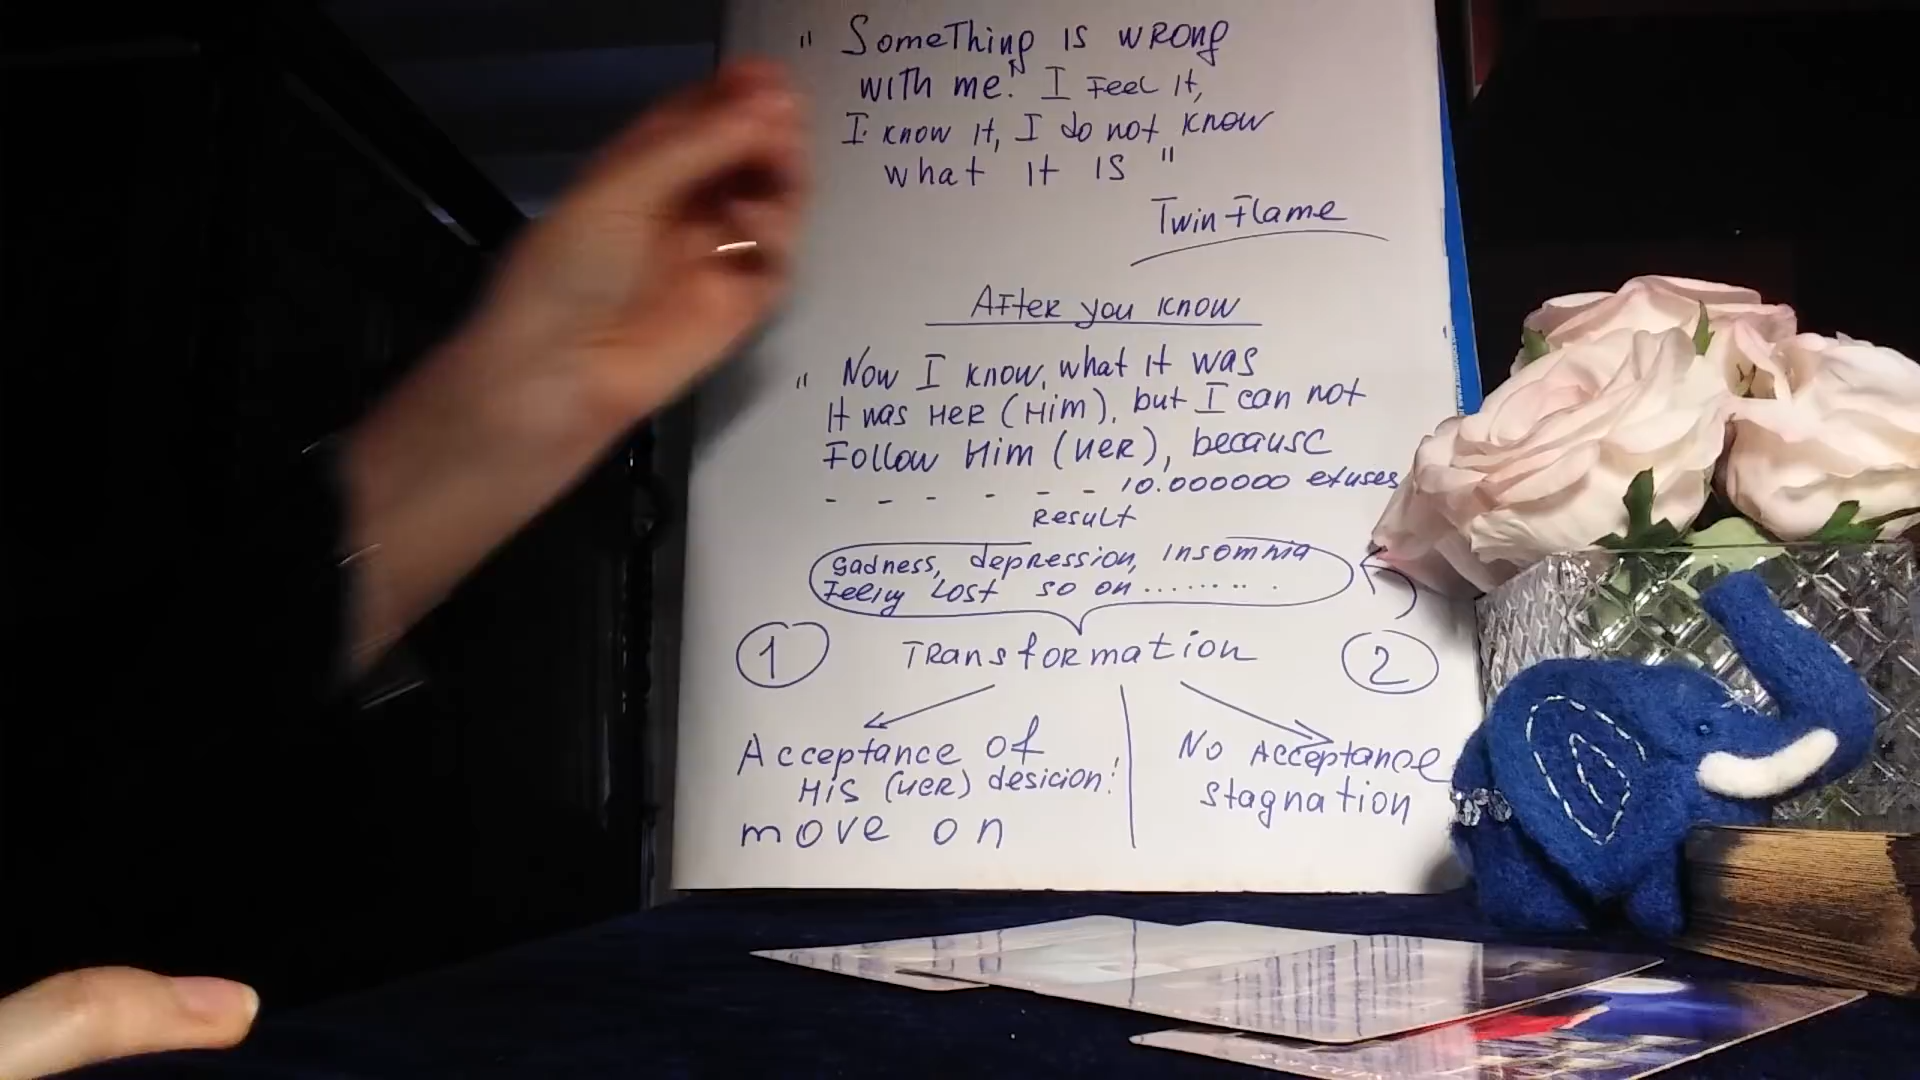 " Something is wrong
with me." I Feel It,
I know It, I do not know
what It IS "
Twin Flame
After you know
" Now I know, what It was
It was HER (Him), but I can not
Follow Him (HER), because
- - - - - - 10.000000 exuses
Result
Sadness, depression, Insomnia
Feeling Lost so on ........
1 Transformation 2
Acceptance of
His (HER) desicion!
move on
No Acceptance
stagnation